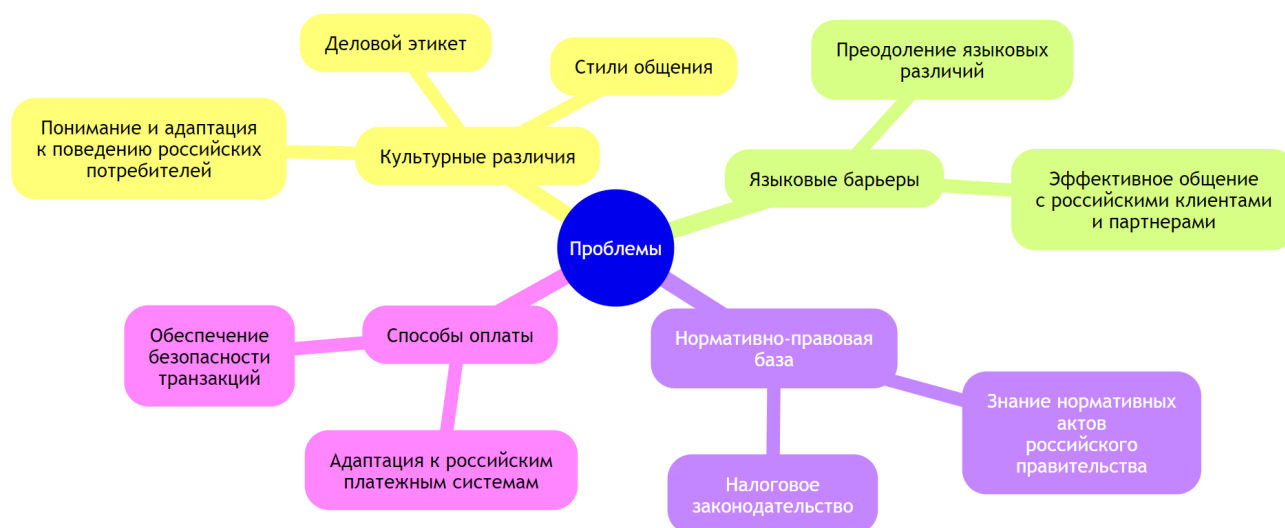 Проблемы
Культурные различия
Деловой этикет
Стили общения
Понимание и адаптация
к поведению российских
потребителей
Языковые барьеры
Преодоление языковых
различий
Эффективное общение
с российскими клиентами
и партнерами
Способы оплаты
Обеспечение
безопасности
транзакций
Адаптация к российским
платежным системам
Нормативно-правовая
база
Налоговое
законодательство
Знание нормативных
актов
российского
правительства